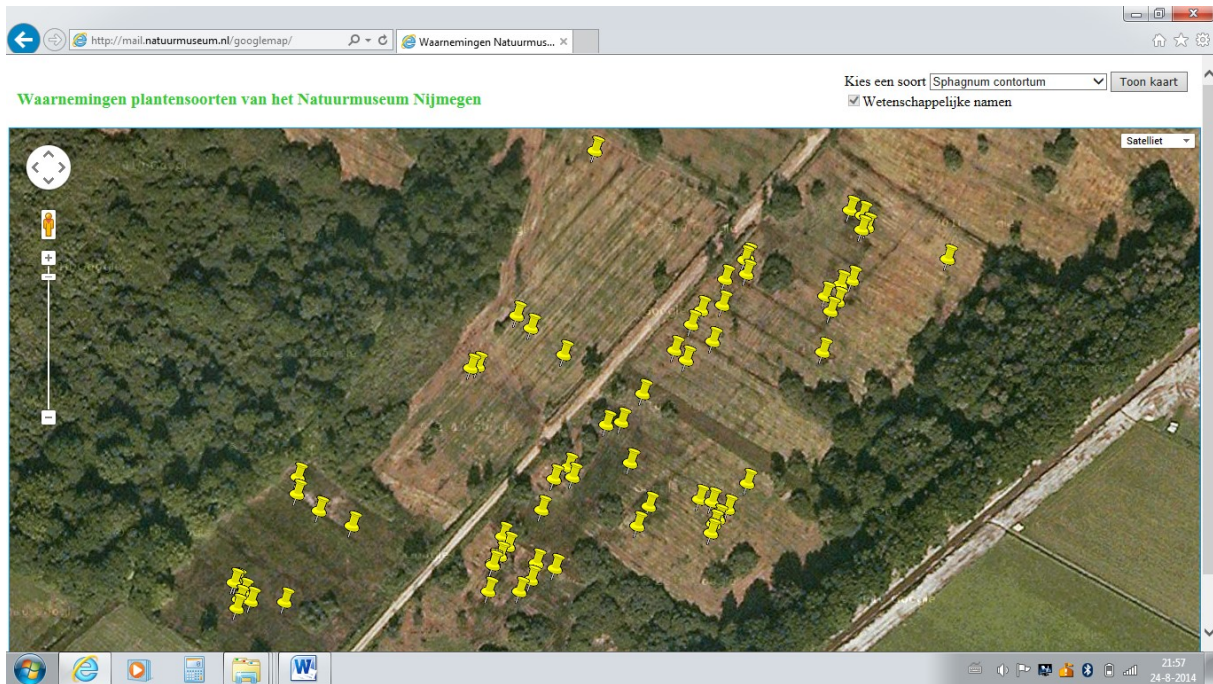 http://mail.natuurmuseum.nl/googlemap/
Waarnemingen Natuurmus...
Waarnemingen plantensoorten van het Natuurmuseum Nijmegen
Kies een soort Sphagnum contortum Toon kaart
Wetenschappelijke namen
Satelliet
21:57
24-8-2014